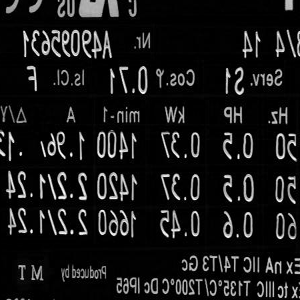 c US
3/4 14 Nr. A49095631
Serv. S1 Cos.φ 0.71 Is.Cl. F
Hz. HP kW min-1 A Δ/Y
50 0.5 0.37 1400 1.96/
50 0.5 0.37 1420 2.2/1.24
60 0.6 0.45 1660 2.2/1.24
Ex nA IIC T4/T3 Gc Produced by M T
Ex tc IIIC T135°C/T200°C Dc IP65